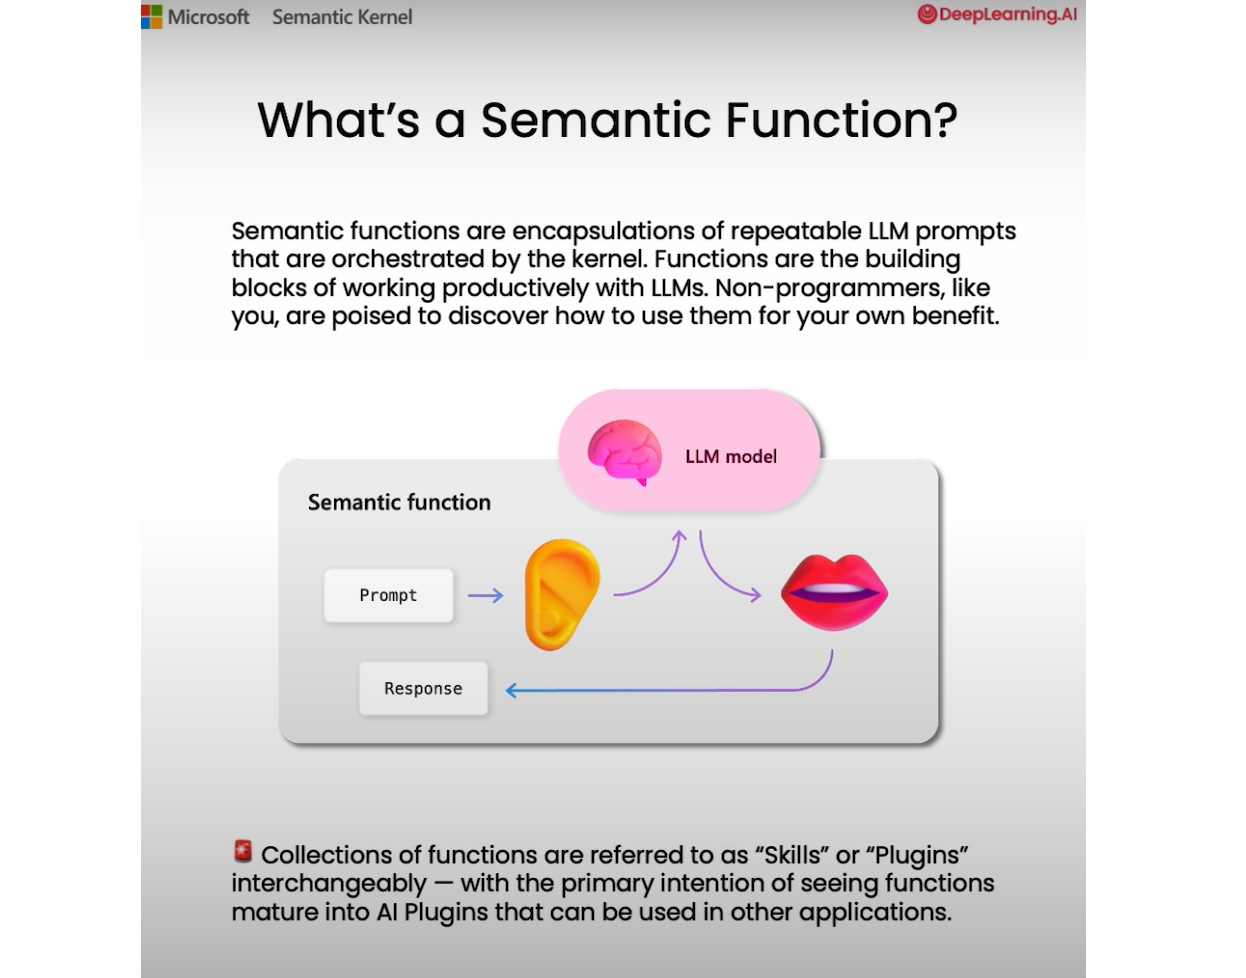 Microsoft Semantic Kernel
DeepLearning.AI
What's a Semantic Function?
Semantic functions are encapsulations of repeatable LLM prompts
that are orchestrated by the kernel. Functions are the building
blocks of working productively with LLMs. Non-programmers, like
you, are poised to discover how to use them for your own benefit.
LLM model
Semantic function
Prompt
Response
Collections of functions are referred to as “Skills” or “Plugins”
interchangeably — with the primary intention of seeing functions
mature into AI Plugins that can be used in other applications.